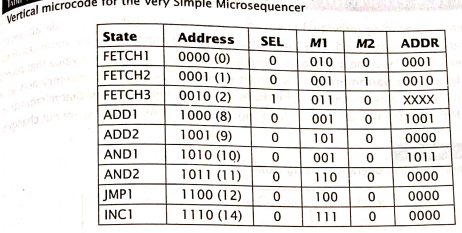 Vertical microcode for the Very Simple Microsequencer
State Address SEL M1 M2 ADDR
FETCH1 0000 (0) 0 010 0 0001
FETCH2 0001 (1) 0 001 1 0010
FETCH3 0010 (2) 1 011 0 XXXX
ADD1 1000 (8) 0 001 0 1001
ADD2 1001 (9) 0 101 0 0000
AND1 1010 (10) 0 001 0 1011
AND2 1011 (11) 0 110 0 0000
JMP1 1100 (12) 0 100 0 0000
INC1 1110 (14) 0 111 0 0000